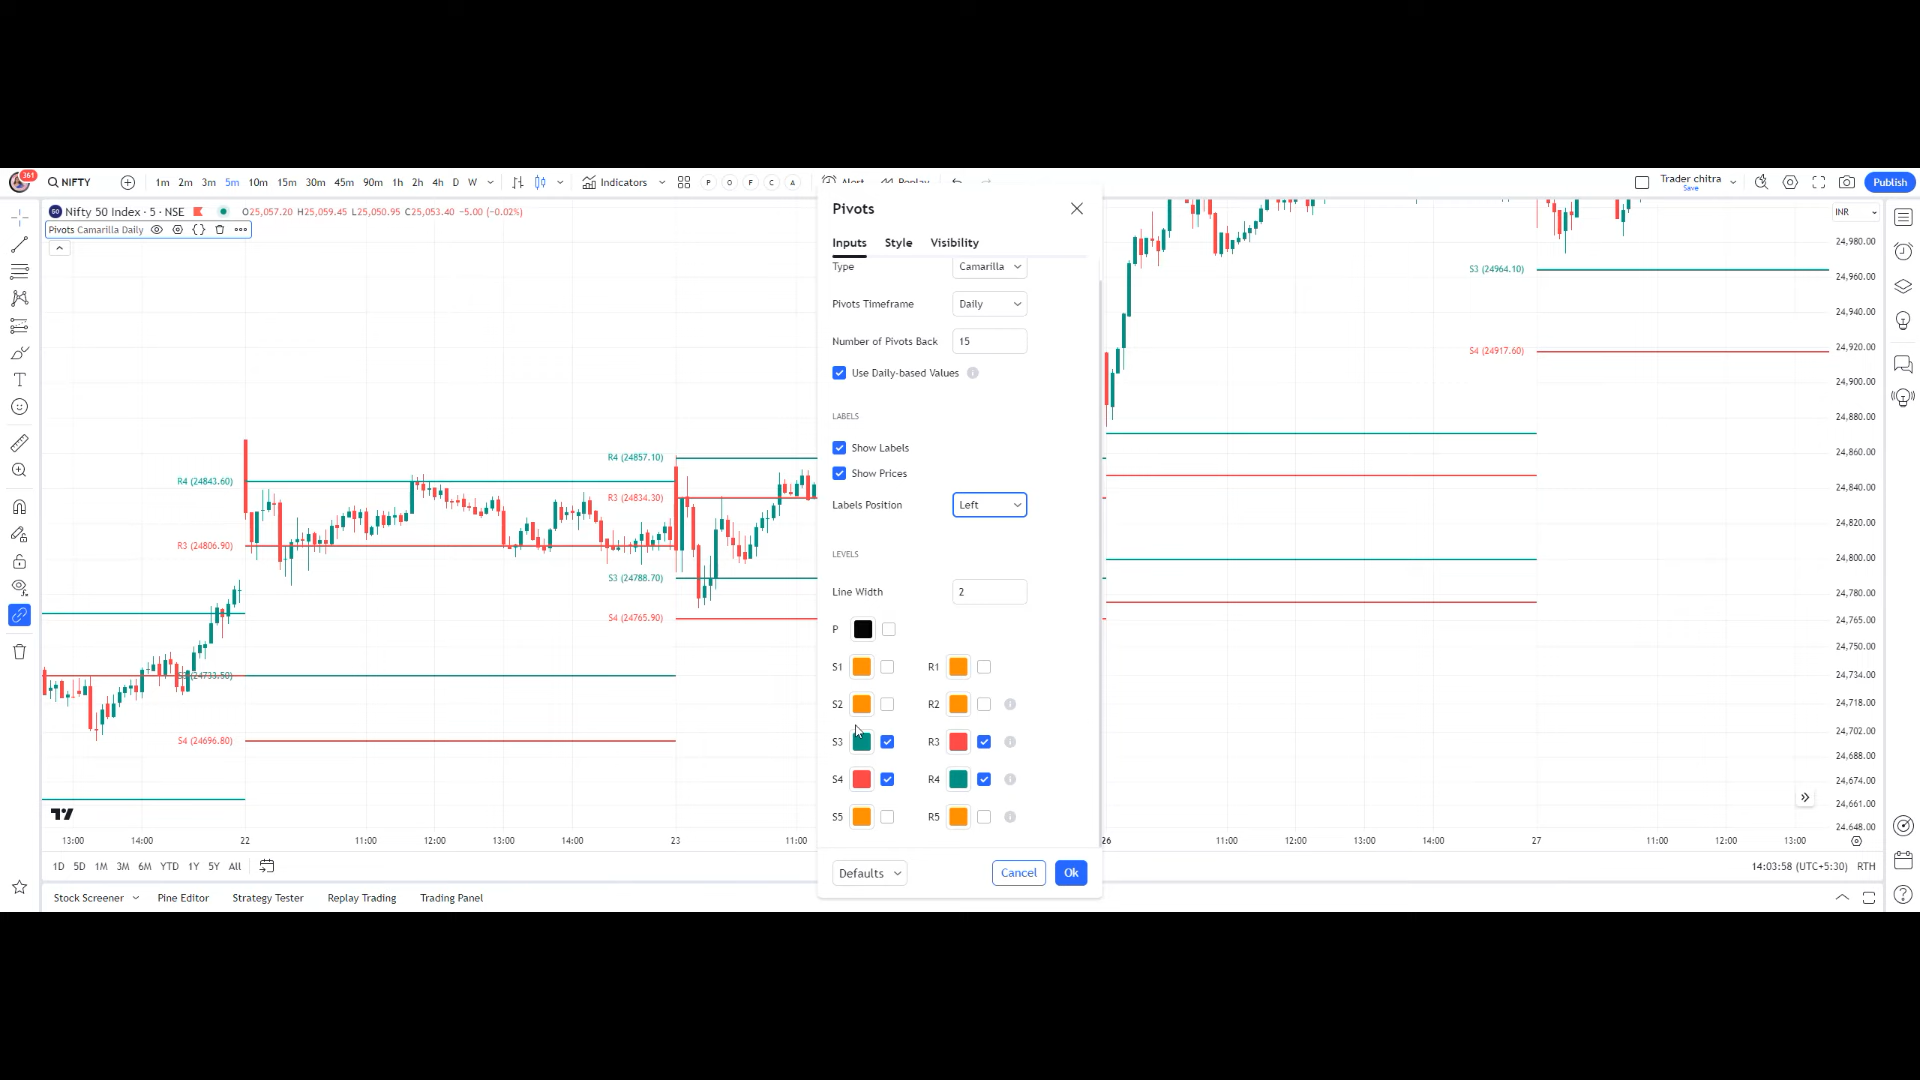 361
NIFTY
1m 2m 3m 5m 10m 15m 30m 45m 90m 1h 2h 4h D W
Indicators
P O F C A
Alert
Replay
Trader chitra
Save
Publish
Nifty 50 Index · 5 · NSE
O25,057.20 H25,059.45 L25,050.95 C25,053.40 -5.00 (-0.02%)
Pivots Camarilla Daily
INR
Pivots
Inputs Style Visibility
Type Camarilla
Pivots Timeframe Daily
Number of Pivots Back 15
Use Daily-based Values
LABELS
Show Labels
Show Prices
Labels Position Left
LEVELS
Line Width 2
P
S1 R1
S2 R2
S3 R3
S4 R4
S5 R5
Defaults
Cancel
Ok
R4 (24843.60)
R3 (24806.90)
S3 (24733.50)
S4 (24696.80)
R4 (24857.10)
R3 (24834.30)
S3 (24788.70)
S4 (24765.90)
S3 (24964.10)
S4 (24917.60)
24,980.00
24,960.00
24,940.00
24,920.00
24,900.00
24,880.00
24,860.00
24,840.00
24,820.00
24,800.00
24,780.00
24,765.00
24,750.00
24,734.00
24,718.00
24,702.00
24,688.00
24,674.00
24,661.00
24,648.00
13:00 14:00 22 11:00 12:00 13:00 14:00 23 11:00 26 11:00 12:00 13:00 14:00 27 11:00 12:00 13:00
1D 5D 1M 3M 6M YTD 1Y 5Y All
14:03:58 (UTC+5:30) RTH
Stock Screener Pine Editor Strategy Tester Replay Trading Trading Panel